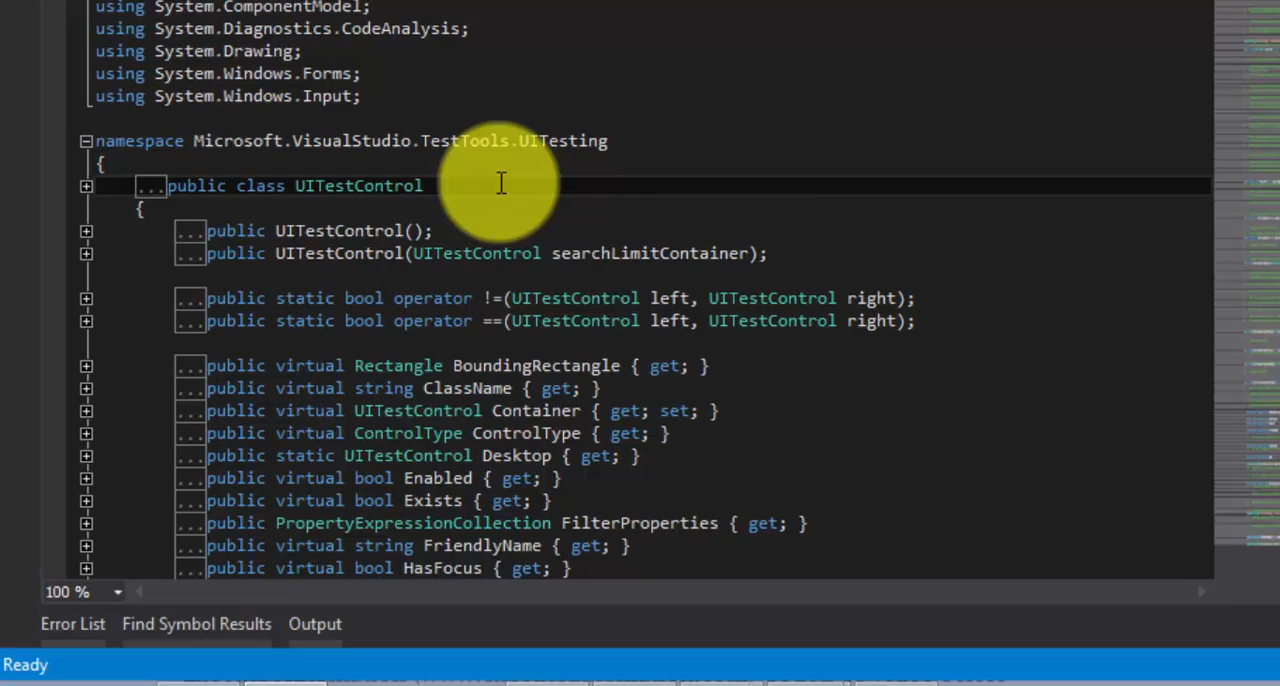 using System.ComponentModel;
using System.Diagnostics.CodeAnalysis;
using System.Drawing;
using System.Windows.Forms;
using System.Windows.Input;
namespace Microsoft.VisualStudio.TestTools.UITesting
{
...public class UITestControl
{
...public UITestControl();
...public UITestControl(UITestControl searchLimitContainer);
...public static bool operator !=(UITestControl left, UITestControl right);
...public static bool operator ==(UITestControl left, UITestControl right);
...public virtual Rectangle BoundingRectangle { get; }
...public virtual string ClassName { get; }
...public virtual UITestControl Container { get; set; }
...public virtual ControlType ControlType { get; }
...public static UITestControl Desktop { get; }
...public virtual bool Enabled { get; }
...public virtual bool Exists { get; }
...public PropertyExpressionCollection FilterProperties { get; }
...public virtual string FriendlyName { get; }
...public virtual bool HasFocus { get; }
100 %
Error List Find Symbol Results Output
Ready